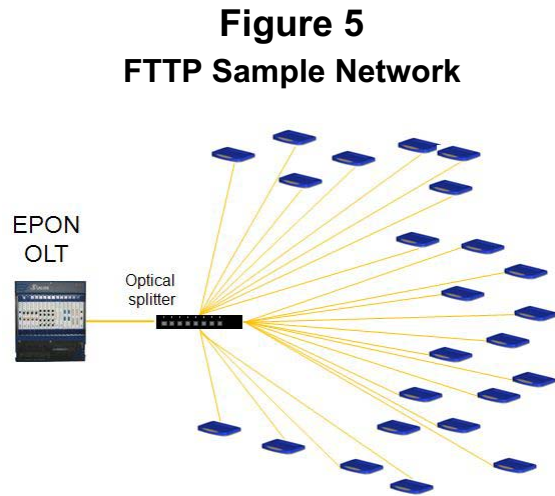 Figure 5
FTTP Sample Network
EPON
OLT
Optical
splitter